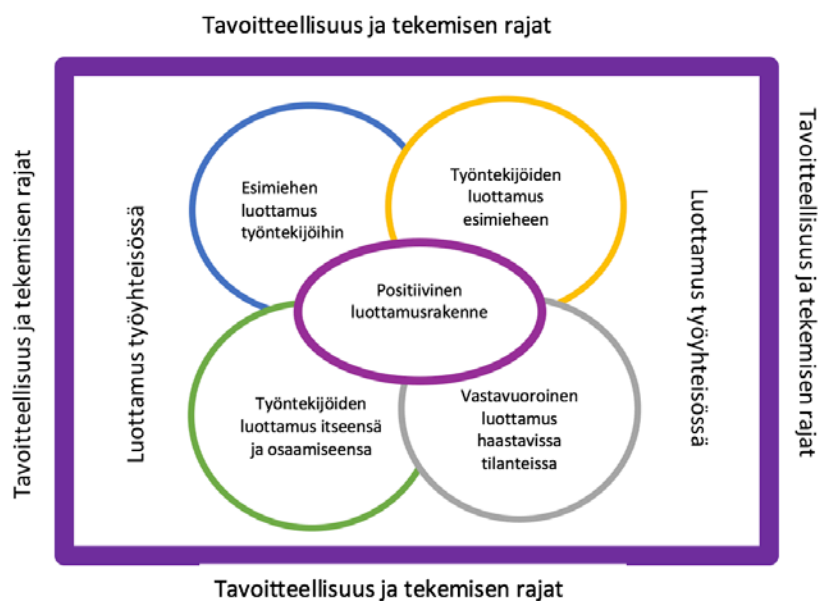 Tavoitteellisuus ja tekemisen rajat
Tavoitteellisuus ja tekemisen rajat
Luottamus työyhteisössä
Esimiehen
luottamus
työntekijöihin
Työntekijöiden
luottamus
esimieheen
Positiivinen
luottamusrakenne
Työntekijöiden
luottamus itseensä
ja osaamiseensa
Vastavuoroinen
luottamus
haastavissa
tilanteissa
Luottamus työyhteisössä
Tavoitteellisuus ja tekemisen rajat
Tavoitteellisuus ja tekemisen rajat